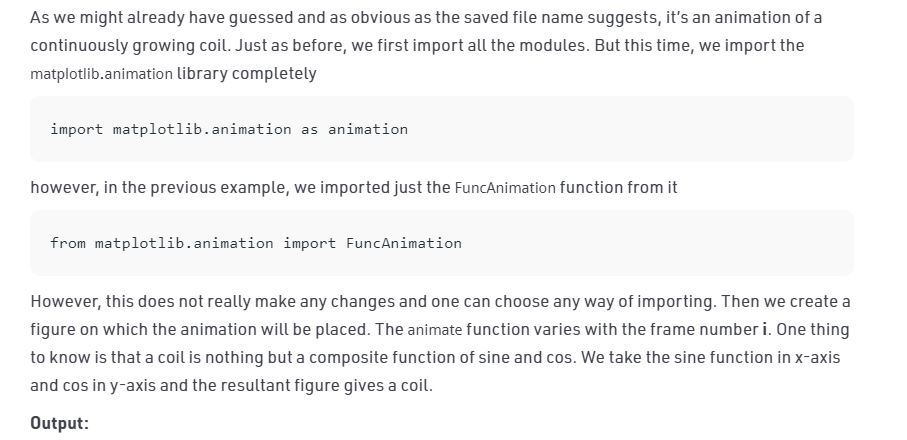 As we might already have guessed and as obvious as the saved file name suggests, it's an animation of a
continuously growing coil. Just as before, we first import all the modules. But this time, we import the
matplotlib.animation library completely
import matplotlib.animation as animation
however, in the previous example, we imported just the FuncAnimation function from it
from matplotlib.animation import FuncAnimation
However, this does not really make any changes and one can choose any way of importing. Then we create a
figure on which the animation will be placed. The animate function varies with the frame number i. One thing
to know is that a coil is nothing but a composite function of sine and cos. We take the sine function in x-axis
and cos in y-axis and the resultant figure gives a coil.
Output: